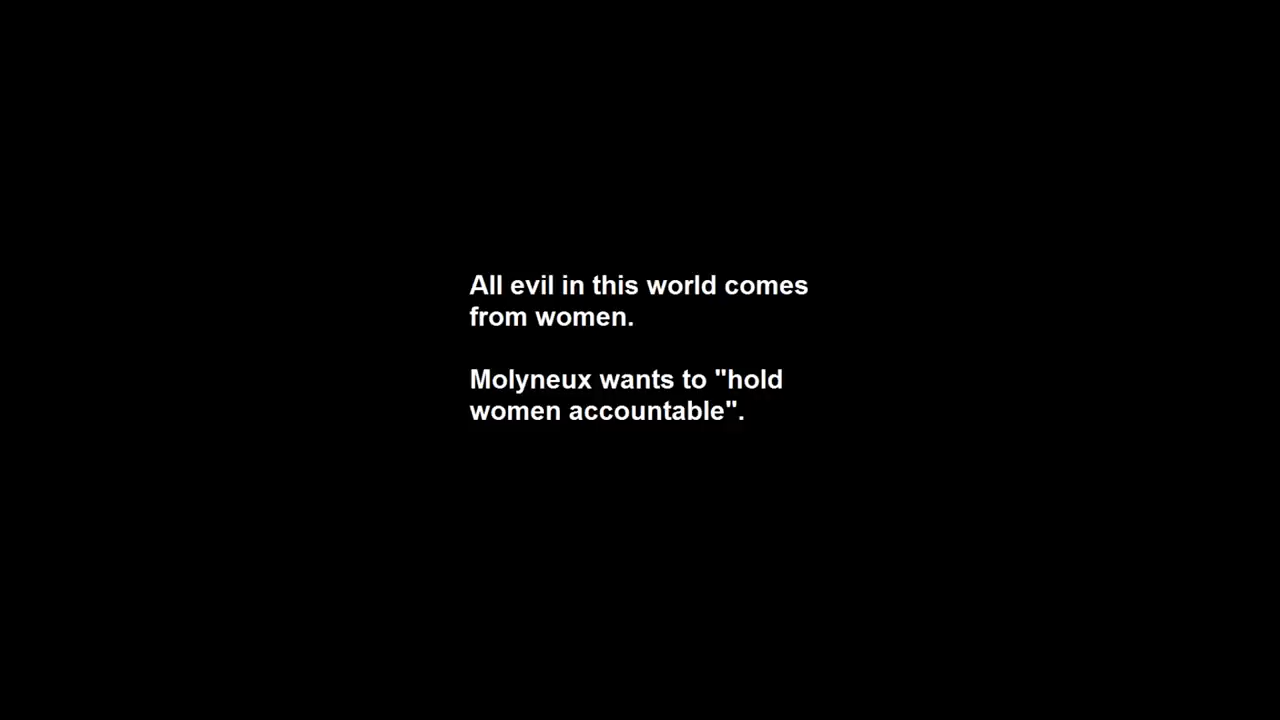 All evil in this world comes
from women.
Molyneux wants to "hold
women accountable".